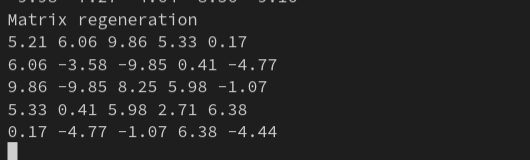 Matrix regeneration
5.21 6.06 9.86 5.33 0.17
6.06 -3.58 -9.85 0.41 -4.77
9.86 -9.85 8.25 5.98 -1.07
5.33 0.41 5.98 2.71 6.38
0.17 -4.77 -1.07 6.38 -4.44